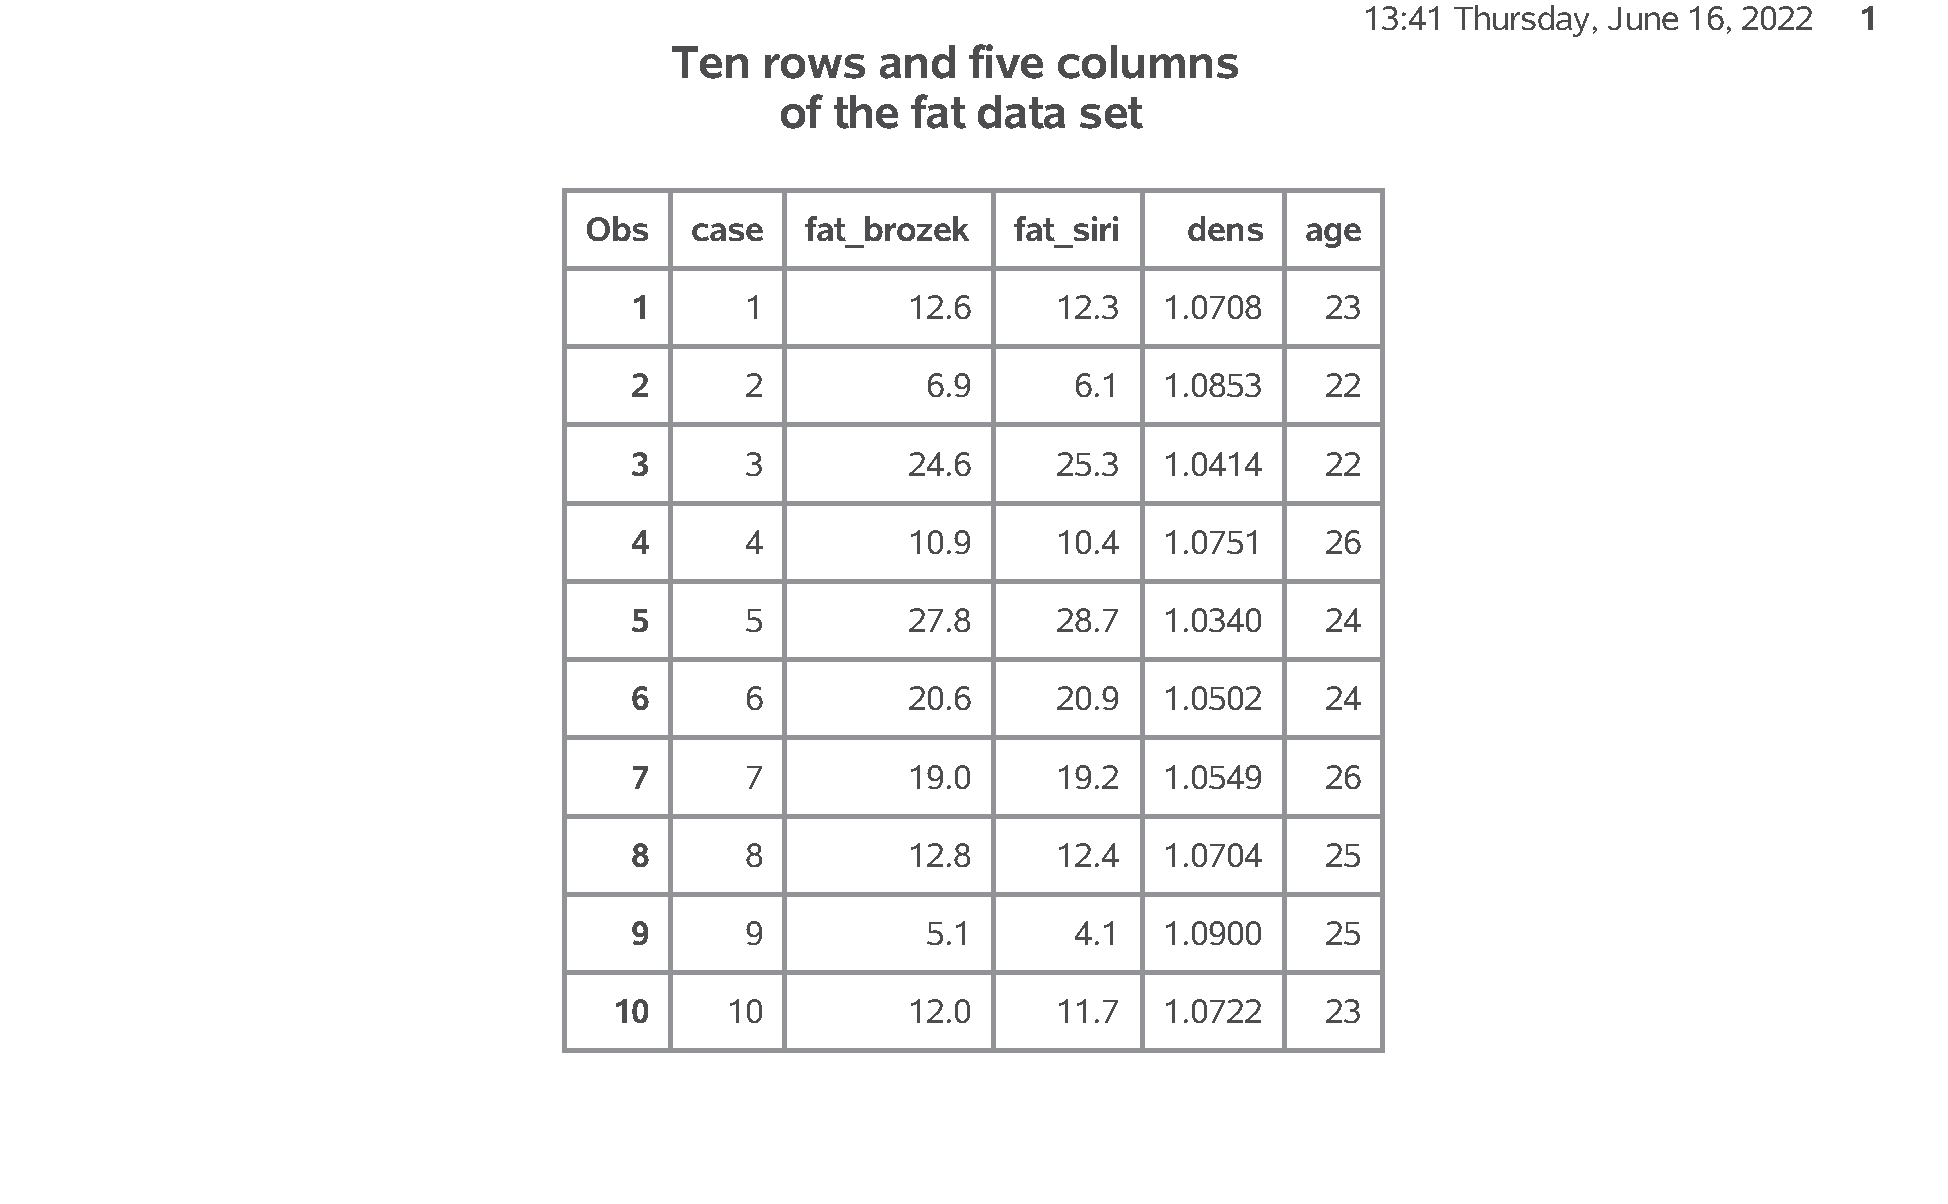 13:41 Thursday, June 16, 2022 1
Ten rows and five columns
of the fat data set
Obs case fat_brozek fat_siri dens age
1 1 12.6 12.3 1.0708 23
2 2 6.9 6.1 1.0853 22
3 3 24.6 25.3 1.0414 22
4 4 10.9 10.4 1.0751 26
5 5 27.8 28.7 1.0340 24
6 6 20.6 20.9 1.0502 24
7 7 19.0 19.2 1.0549 26
8 8 12.8 12.4 1.0704 25
9 9 5.1 4.1 1.0900 25
10 10 12.0 11.7 1.0722 23